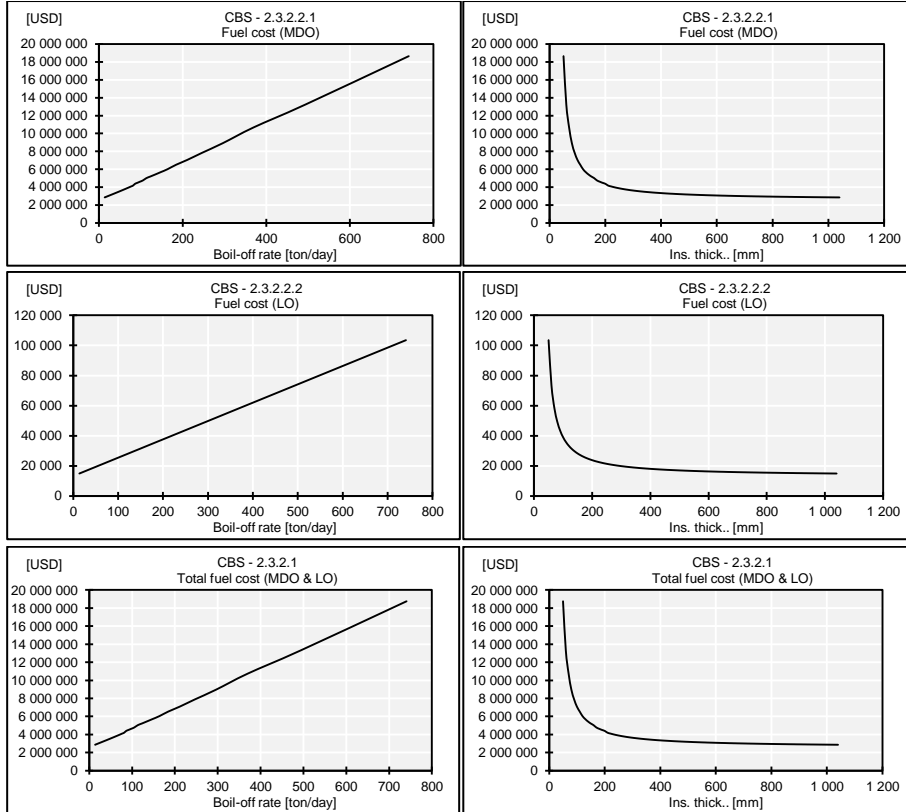 [USD]
CBS - 2.3.2.2.1
Fuel cost (MDO)
20 000 000
18 000 000
16 000 000
14 000 000
12 000 000
10 000 000
8 000 000
6 000 000
4 000 000
2 000 000
0
0 200 400 600 800
Boil-off rate [ton/day]
[USD]
CBS - 2.3.2.2.1
Fuel cost (MDO)
20 000 000
18 000 000
16 000 000
14 000 000
12 000 000
10 000 000
8 000 000
6 000 000
4 000 000
2 000 000
0
0 200 400 600 800 1 000 1 200
Ins. thick.. [mm]
[USD]
CBS - 2.3.2.2.2
Fuel cost (LO)
120 000
100 000
80 000
60 000
40 000
20 000
0
0 100 200 300 400 500 600 700 800
Boil-off rate [ton/day]
[USD]
CBS - 2.3.2.2.2
Fuel cost (LO)
120 000
100 000
80 000
60 000
40 000
20 000
0
0 200 400 600 800 1 000 1 200
Ins. thick.. [mm]
[USD]
CBS - 2.3.2.1
Total fuel cost (MDO & LO)
20 000 000
18 000 000
16 000 000
14 000 000
12 000 000
10 000 000
8 000 000
6 000 000
4 000 000
2 000 000
0
0 100 200 300 400 500 600 700 800
Boil-off rate [ton/day]
[USD]
CBS - 2.3.2.1
Total fuel cost (MDO & LO)
20 000 000
18 000 000
16 000 000
14 000 000
12 000 000
10 000 000
8 000 000
6 000 000
4 000 000
2 000 000
0
0 200 400 600 800 1 000 1 200
Ins. thick.. [mm]